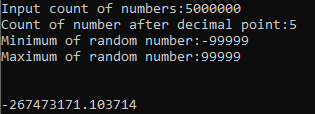 Input count of numbers:5000000
Count of number after decimal point:5
Minimum of random number:-99999
Maximum of random number:99999
-267473171.103714